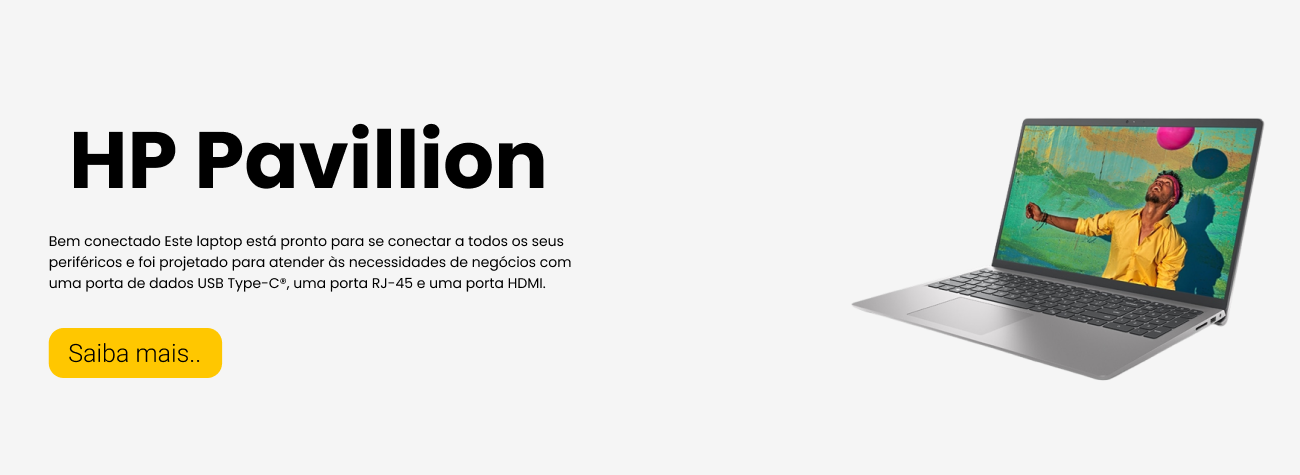 HP Pavillion
Bem conectado Este laptop está pronto para se conectar a todos os seus
periféricos e foi projetado para atender às necessidades de negócios com
uma porta de dados USB Type-C®, uma porta RJ-45 e uma porta HDMI.
Saiba mais..